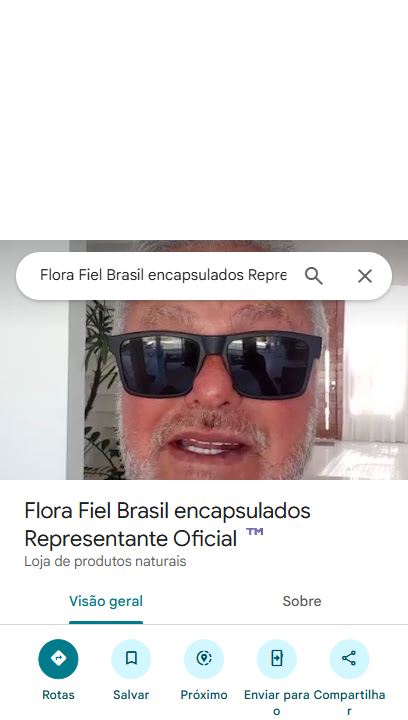 Flora Fiel Brasil encapsulados Repre
Flora Fiel Brasil encapsulados
Representante Oficial ™
Loja de produtos naturais
Visão geral
Sobre
Rotas
Salvar
Próximo
Enviar para
o
Compartilha
r